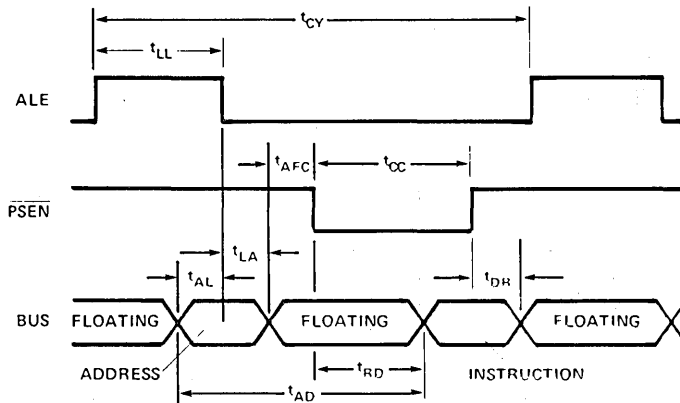 tCY
tLL
ALE
tAFC
tCC
PSEN
tLA
tAL
tDR
BUS
FLOATING
FLOATING
FLOATING
ADDRESS
tRD
INSTRUCTION
tAD